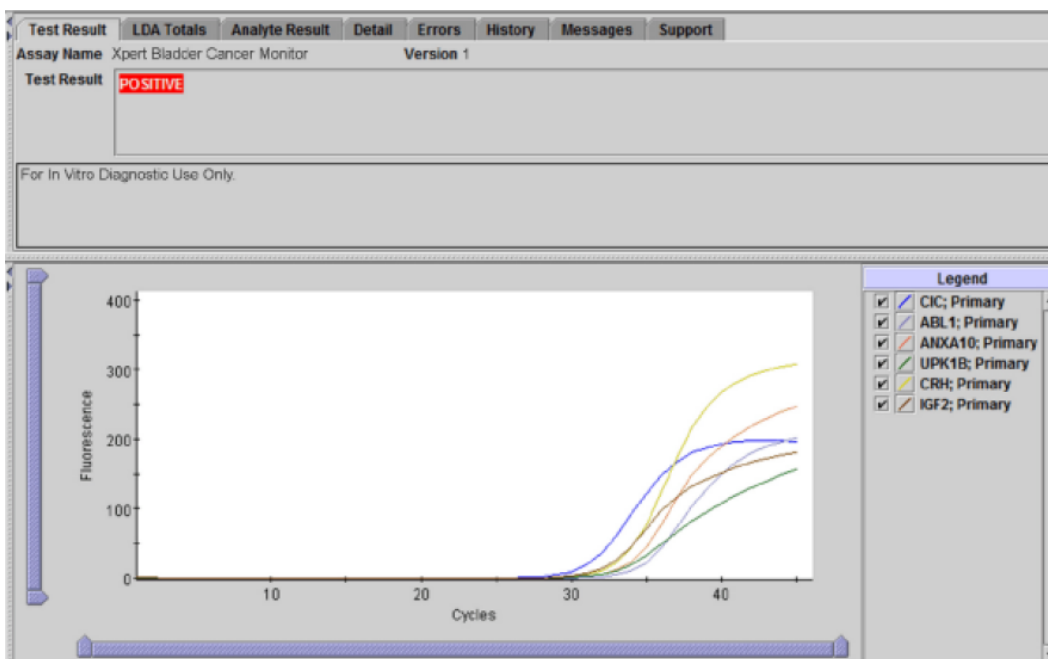 Test Result LDA Totals Analyte Result Detail Errors History Messages Support
Assay Name Xpert Bladder Cancer Monitor Version 1
Test Result POSITIVE
For In Vitro Diagnostic Use Only.
Legend
CIC; Primary
ABL1; Primary
ANXA10; Primary
UPK1B; Primary
CRH; Primary
IGF2; Primary
400
300
200
100
0
Fluorescence
10 20 30 40
Cycles